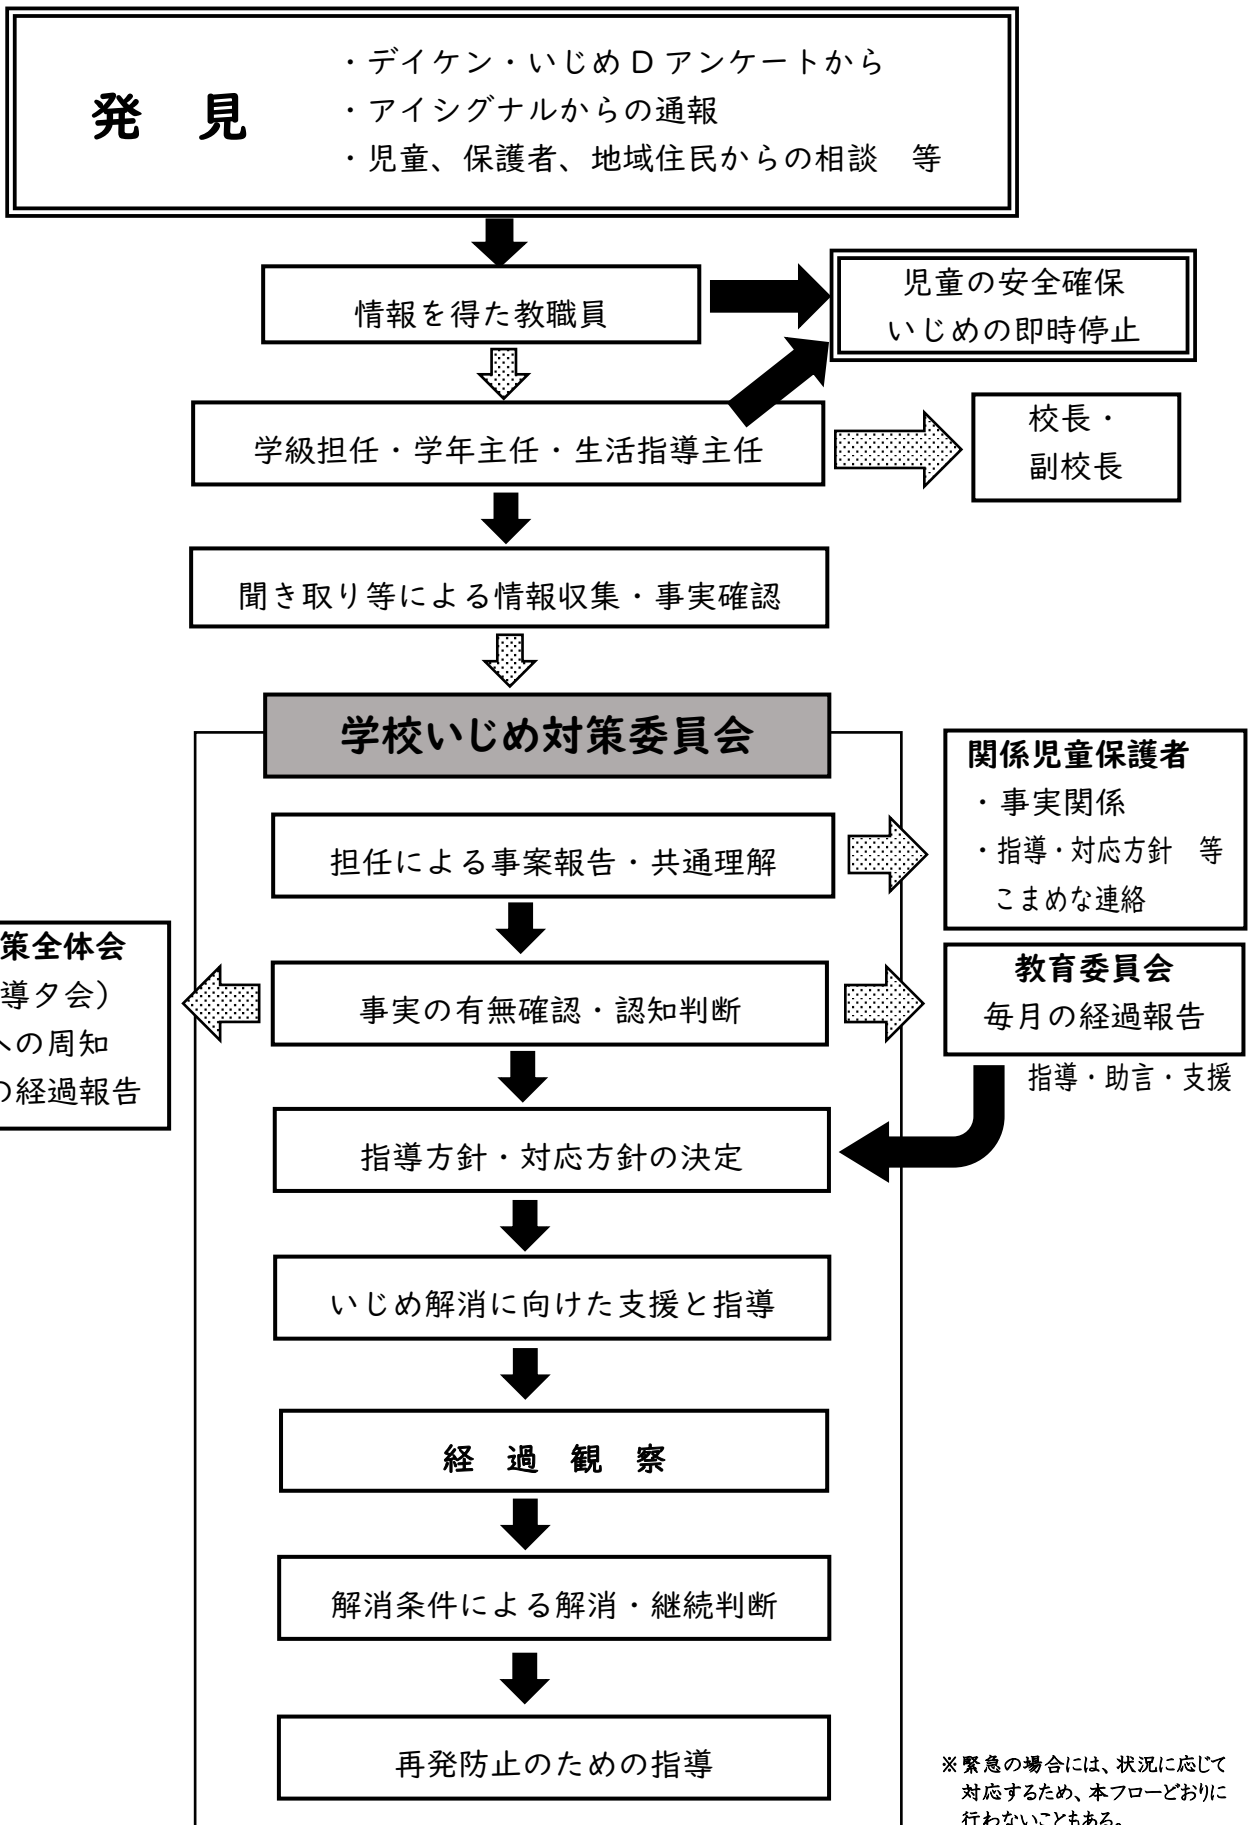 発 見
・デイケン・いじめDアンケートから
・アイシグナルからの通報
・児童、保護者、地域住民からの相談　等
情報を得た教職員
児童の安全確保
いじめの即時停止
学級担任・学年主任・生活指導主任
校長・
副校長
聞き取り等による情報収集・事実確認
学校いじめ対策委員会
関係児童保護者
・事実関係
・指導・対応方針　等
こまめな連絡
担任による事案報告・共通理解
策全体会
導夕会）
への周知
の経過報告
事実の有無確認・認知判断
教育委員会
毎月の経過報告
指導・助言・支援
指導方針・対応方針の決定
いじめ解消に向けた支援と指導
経 過 観 察
解消条件による解消・継続判断
再発防止のための指導
※緊急の場合には、状況に応じて
対応するため、本フローどおりに
行わないこともある。